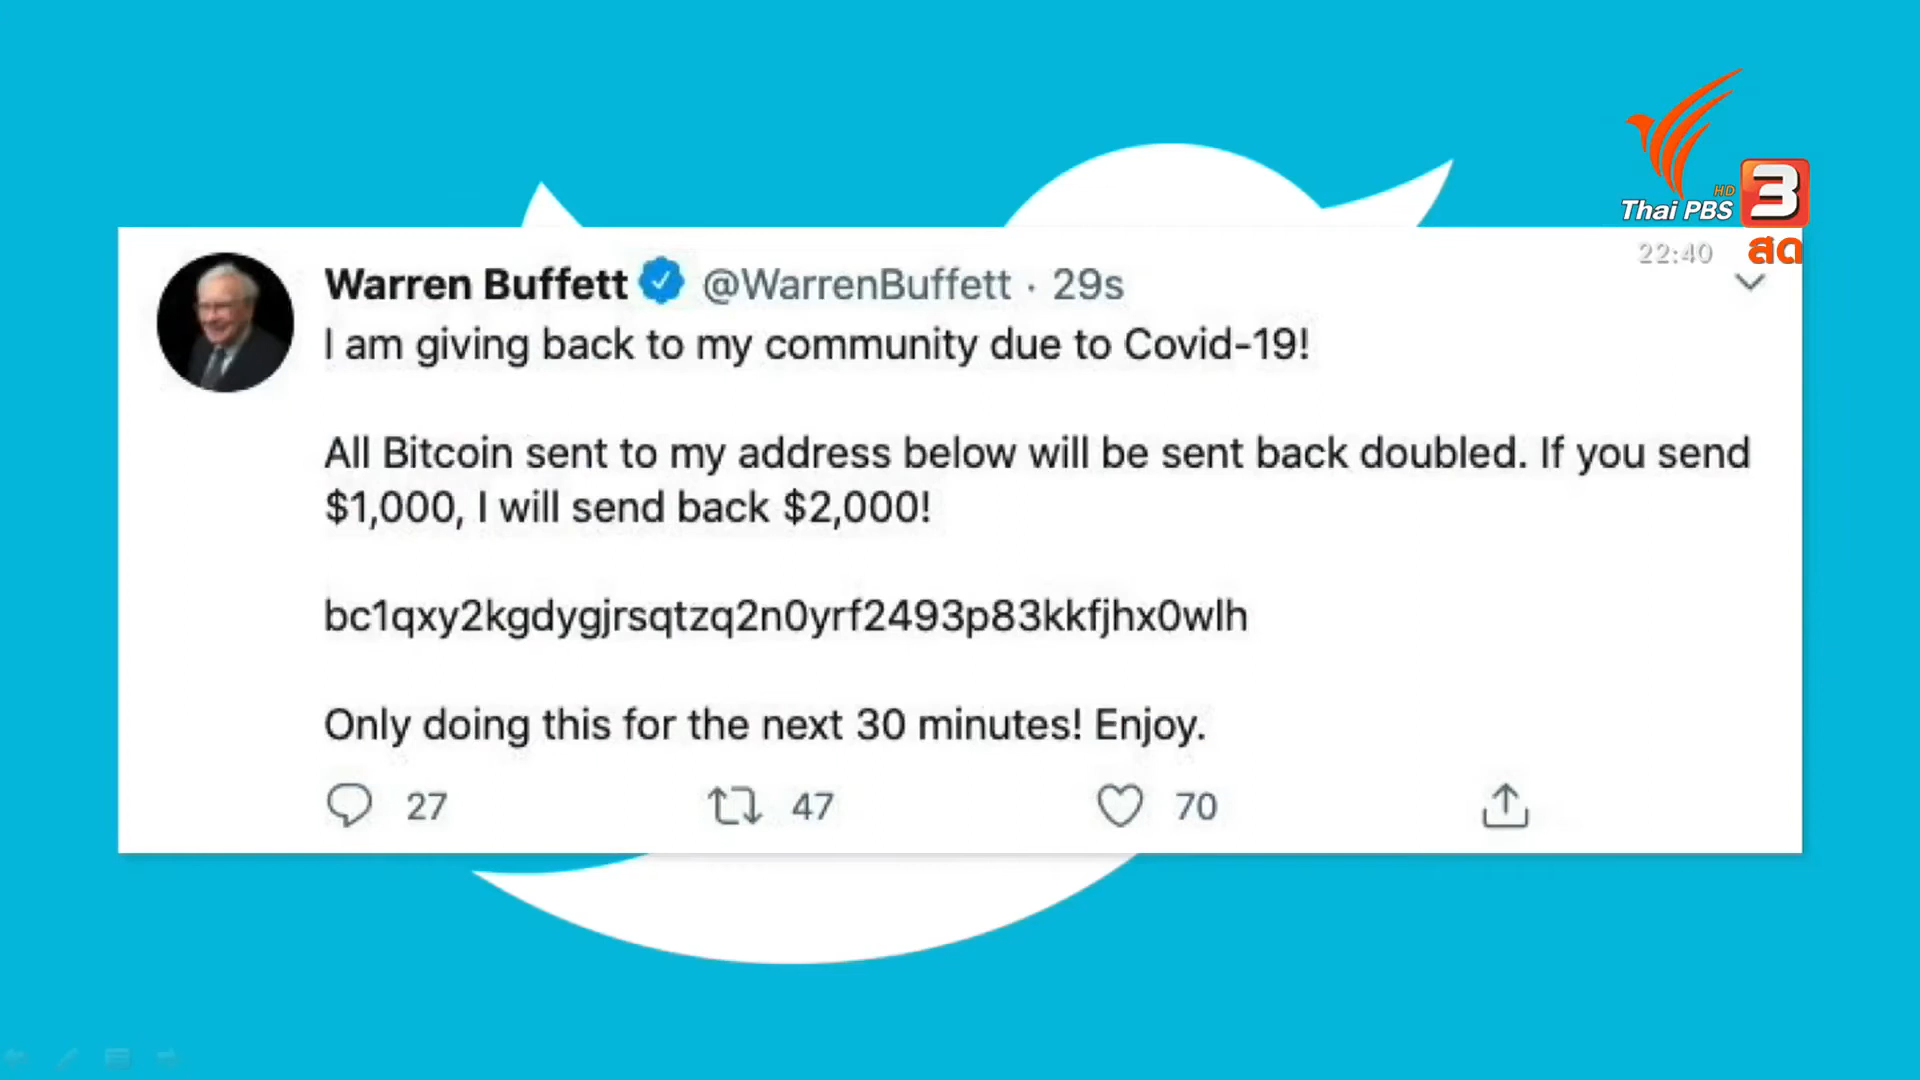 HD
Thai PBS 3
22:40 สด
Warren Buffett @WarrenBuffett · 29s
I am giving back to my community due to Covid-19!
All Bitcoin sent to my address below will be sent back doubled. If you send
$1,000, I will send back $2,000!
bc1qxy2kgdygjrsqtzq2n0yrf2493p83kkfjhx0wlh
Only doing this for the next 30 minutes! Enjoy.
27 47 70